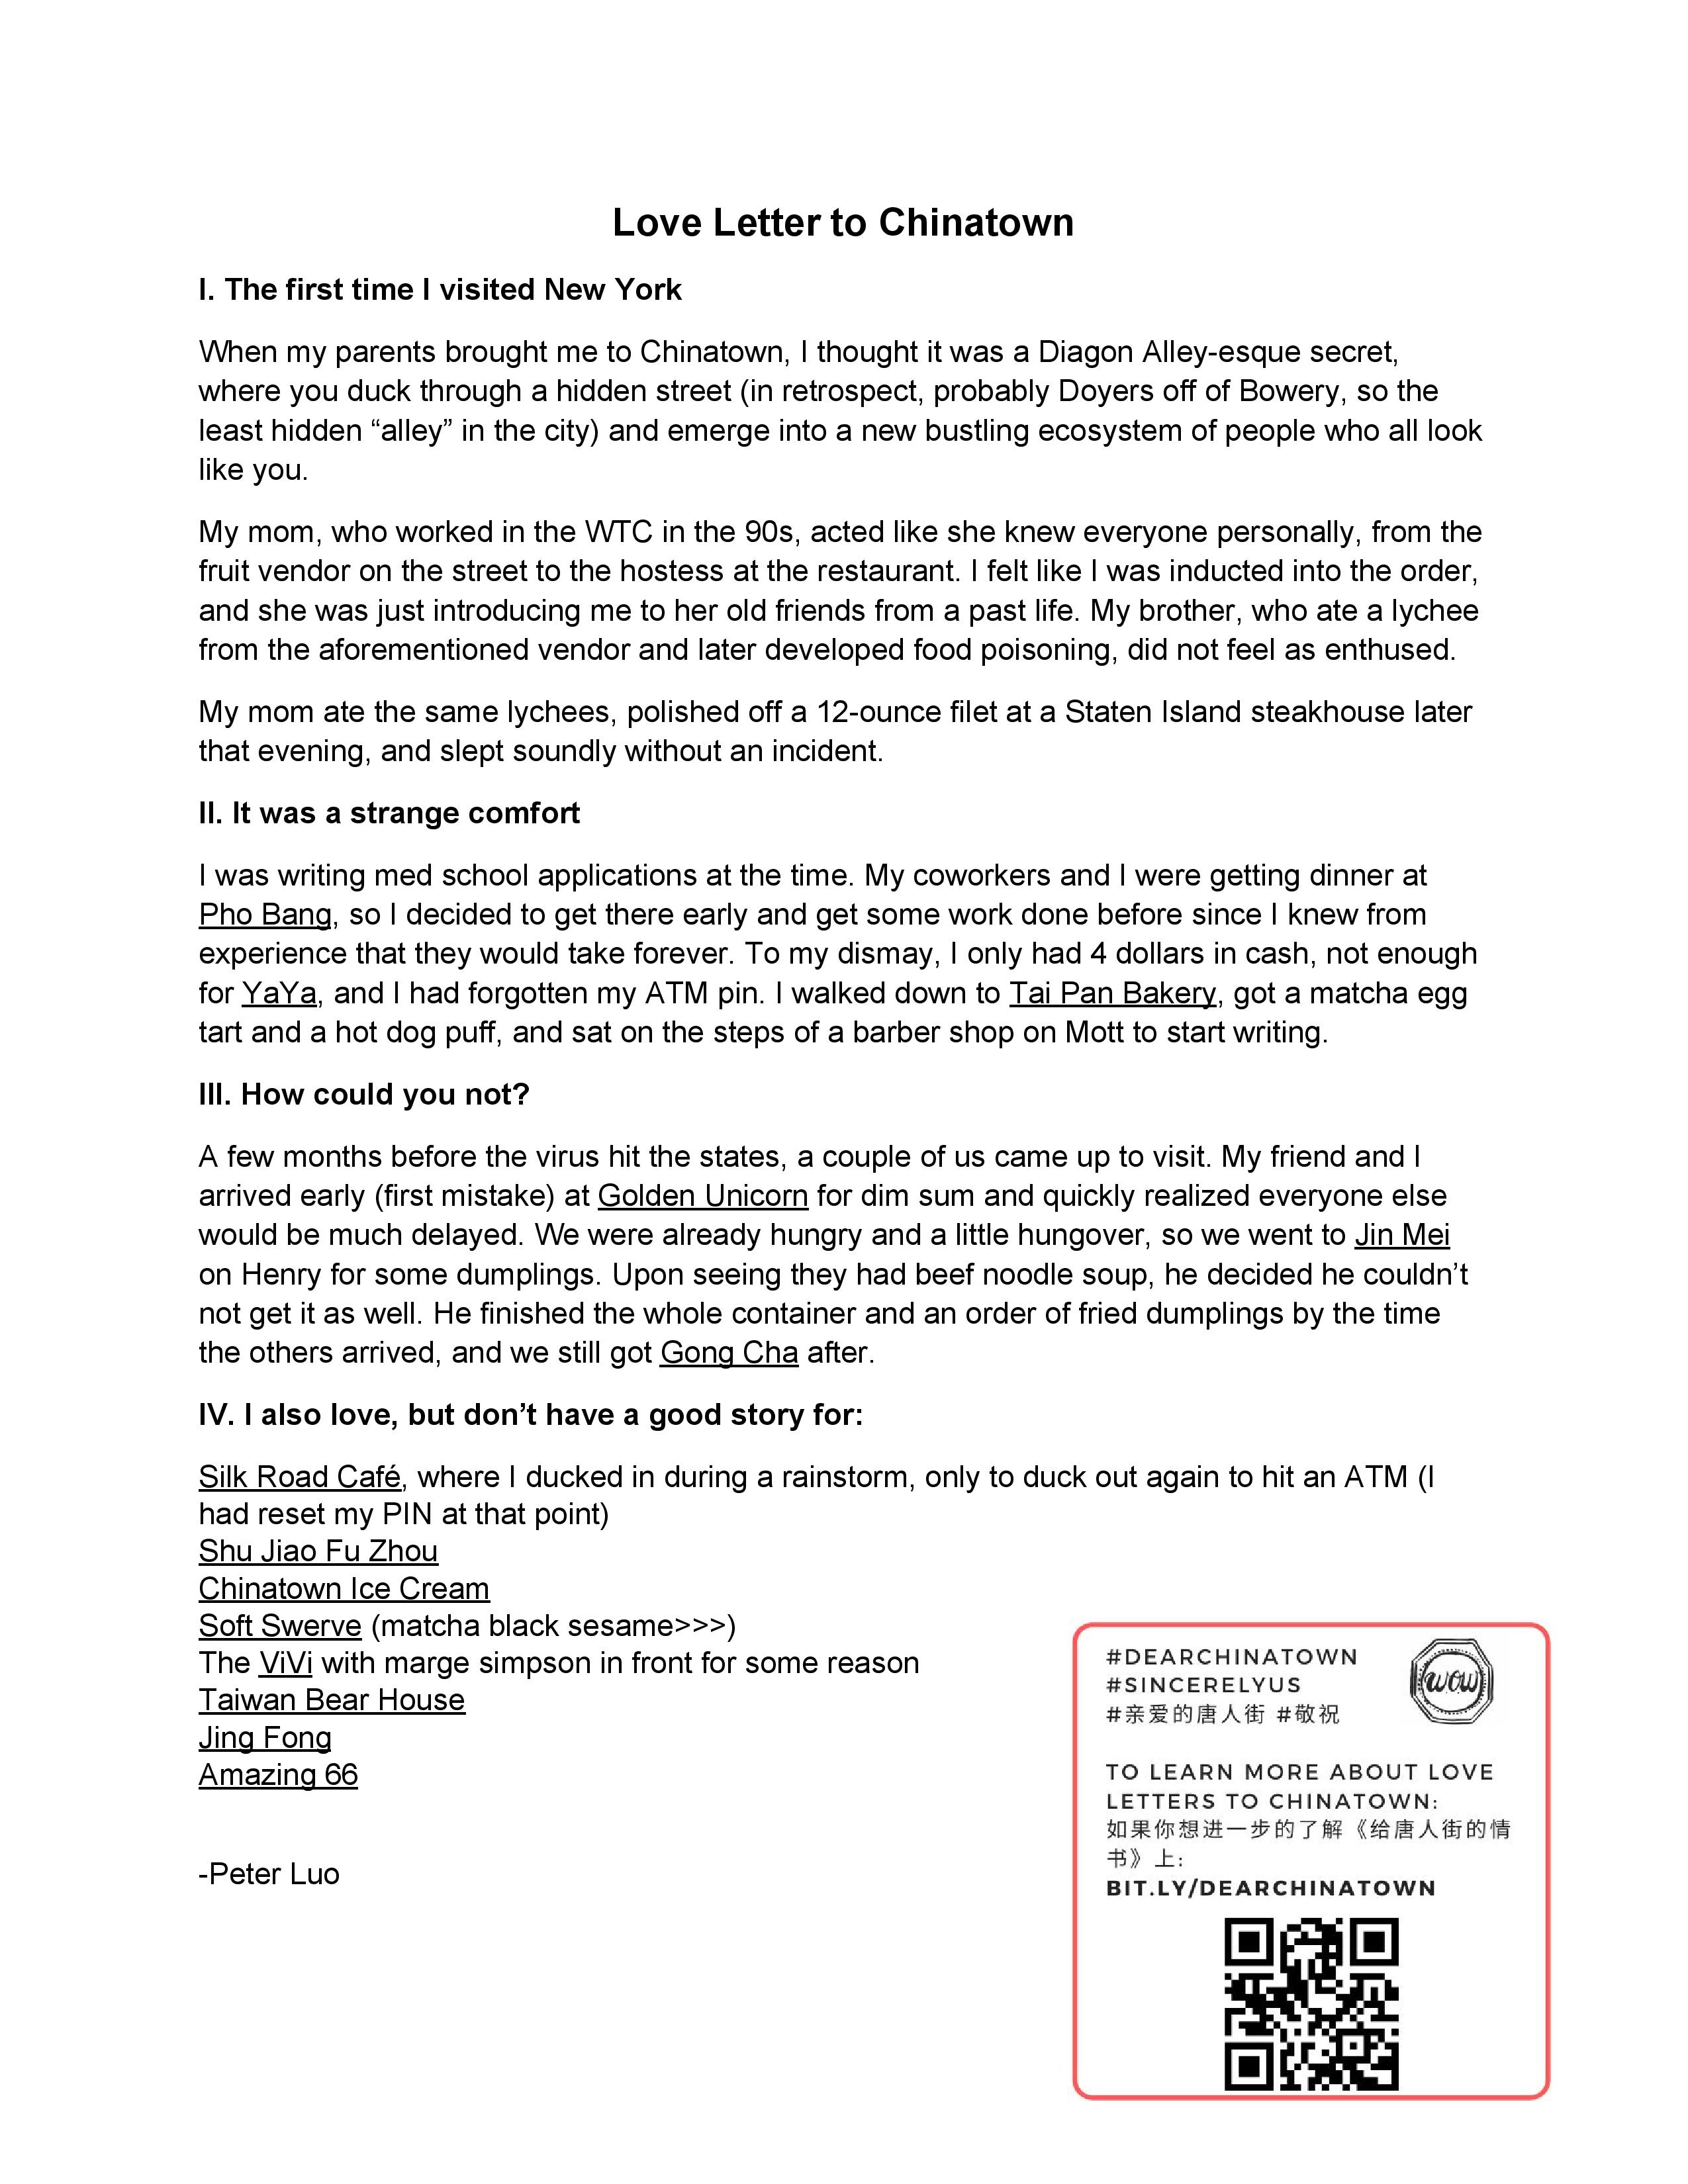 Love Letter to Chinatown
I. The first time I visited New York
When my parents brought me to Chinatown, I thought it was a Diagon Alley-esque secret,
where you duck through a hidden street (in retrospect, probably Doyers off of Bowery, so the
least hidden “alley” in the city) and emerge into a new bustling ecosystem of people who all look
like you.
My mom, who worked in the WTC in the 90s, acted like she knew everyone personally, from the
fruit vendor on the street to the hostess at the restaurant. I felt like I was inducted into the order,
and she was just introducing me to her old friends from a past life. My brother, who ate a lychee
from the aforementioned vendor and later developed food poisoning, did not feel as enthused.
My mom ate the same lychees, polished off a 12-ounce filet at a Staten Island steakhouse later
that evening, and slept soundly without an incident.
II. It was a strange comfort
I was writing med school applications at the time. My coworkers and I were getting dinner at
Pho Bang, so I decided to get there early and get some work done before since I knew from
experience that they would take forever. To my dismay, I only had 4 dollars in cash, not enough
for YaYa, and I had forgotten my ATM pin. I walked down to Tai Pan Bakery, got a matcha egg
tart and a hot dog puff, and sat on the steps of a barber shop on Mott to start writing.
III. How could you not?
A few months before the virus hit the states, a couple of us came up to visit. My friend and I
arrived early (first mistake) at Golden Unicorn for dim sum and quickly realized everyone else
would be much delayed. We were already hungry and a little hungover, so we went to Jin Mei
on Henry for some dumplings. Upon seeing they had beef noodle soup, he decided he couldn’t
not get it as well. He finished the whole container and an order of fried dumplings by the time
the others arrived, and we still got Gong Cha after.
IV. I also love, but don’t have a good story for:
Silk Road Café, where I ducked in during a rainstorm, only to duck out again to hit an ATM (I
had reset my PIN at that point)
Shu Jiao Fu Zhou
Chinatown Ice Cream
Soft Swerve (matcha black sesame>>>)
The ViVi with marge simpson in front for some reason
Taiwan Bear House
Jing Fong
Amazing 66
-Peter Luo
#DEARCHINATOWN
#SINCERELYUS
#亲爱的唐人街 #敬祝
WOW
TO LEARN MORE ABOUT LOVE
LETTERS TO CHINATOWN:
如果你想进一步的了解《给唐人街的情
书》上:
BIT.LY/DEARCHINATOWN